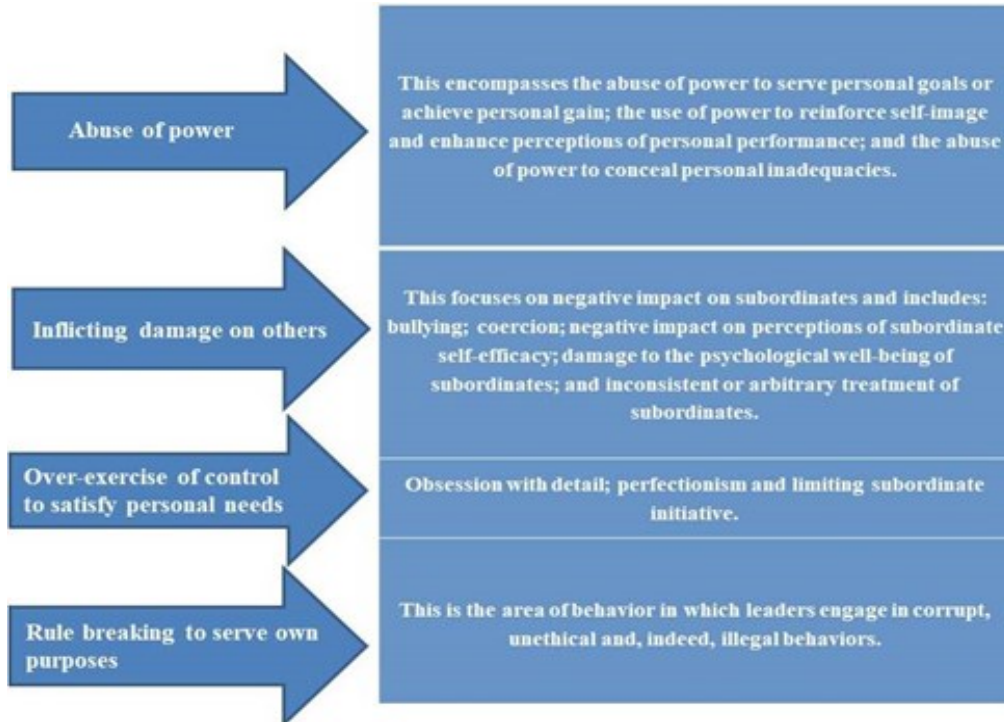 Abuse of power
This encompasses the abuse of power to serve personal goals or
achieve personal gain; the use of power to reinforce self-image
and enhance perceptions of personal performance; and the abuse
of power to conceal personal inadequacies.
Inflicting damage on others
This focuses on negative impact on subordinates and includes:
bullying; coercion; negative impact on perceptions of subordinate
self-efficacy; damage to the psychological well-being of
subordinates; and inconsistent or arbitrary treatment of
subordinates.
Over-exercise of control
to satisfy personal needs
Obsession with detail; perfectionism and limiting subordinate
initiative.
Rule breaking to serve own
purposes
This is the area of behavior in which leaders engage in corrupt,
unethical and, indeed, illegal behaviors.